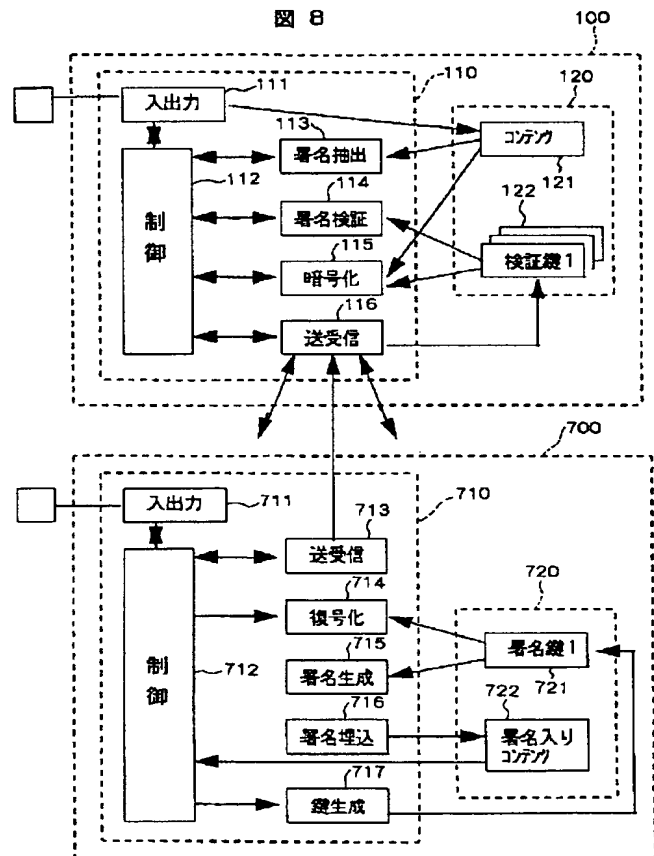 図 8
100
111
110
120
入出力
113
コンテンツ
121
署名抽出
112
114
122
署名検証
制御
115
検証鍵1
暗号化
116
送受信
700
入出力
711
713
710
送受信
714
720
復号化
署名鍵1
715
721
制御
712
署名生成
716
722
署名埋込
署名入り
コンテンツ
717
鍵生成